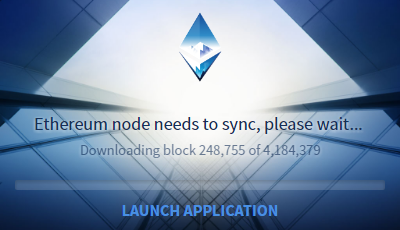 Ethereum node needs to sync, please wait...
Downloading block 248,755 of 4,184,379
LAUNCH APPLICATION